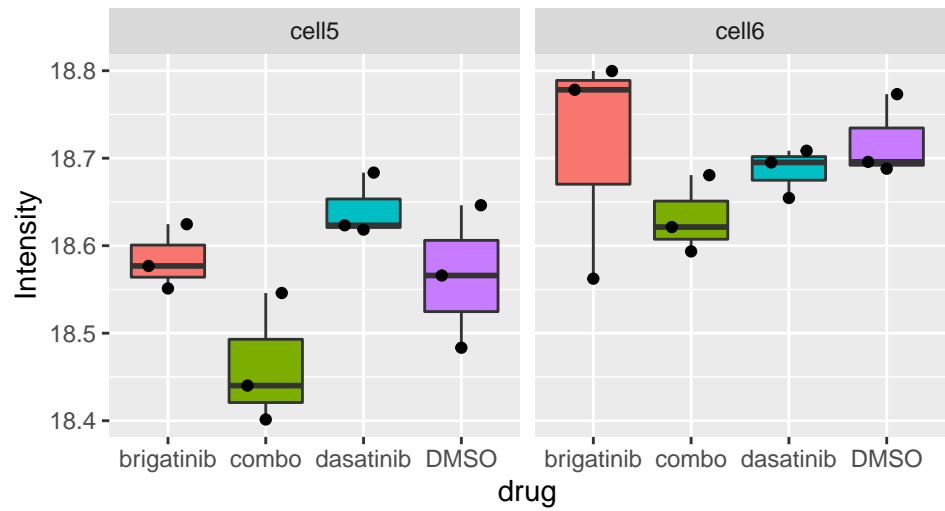 cell5 cell6
Intensity
18.8
18.7
18.6
18.5
18.4
brigatinib combo dasatinib DMSO brigatinib combo dasatinib DMSO
drug